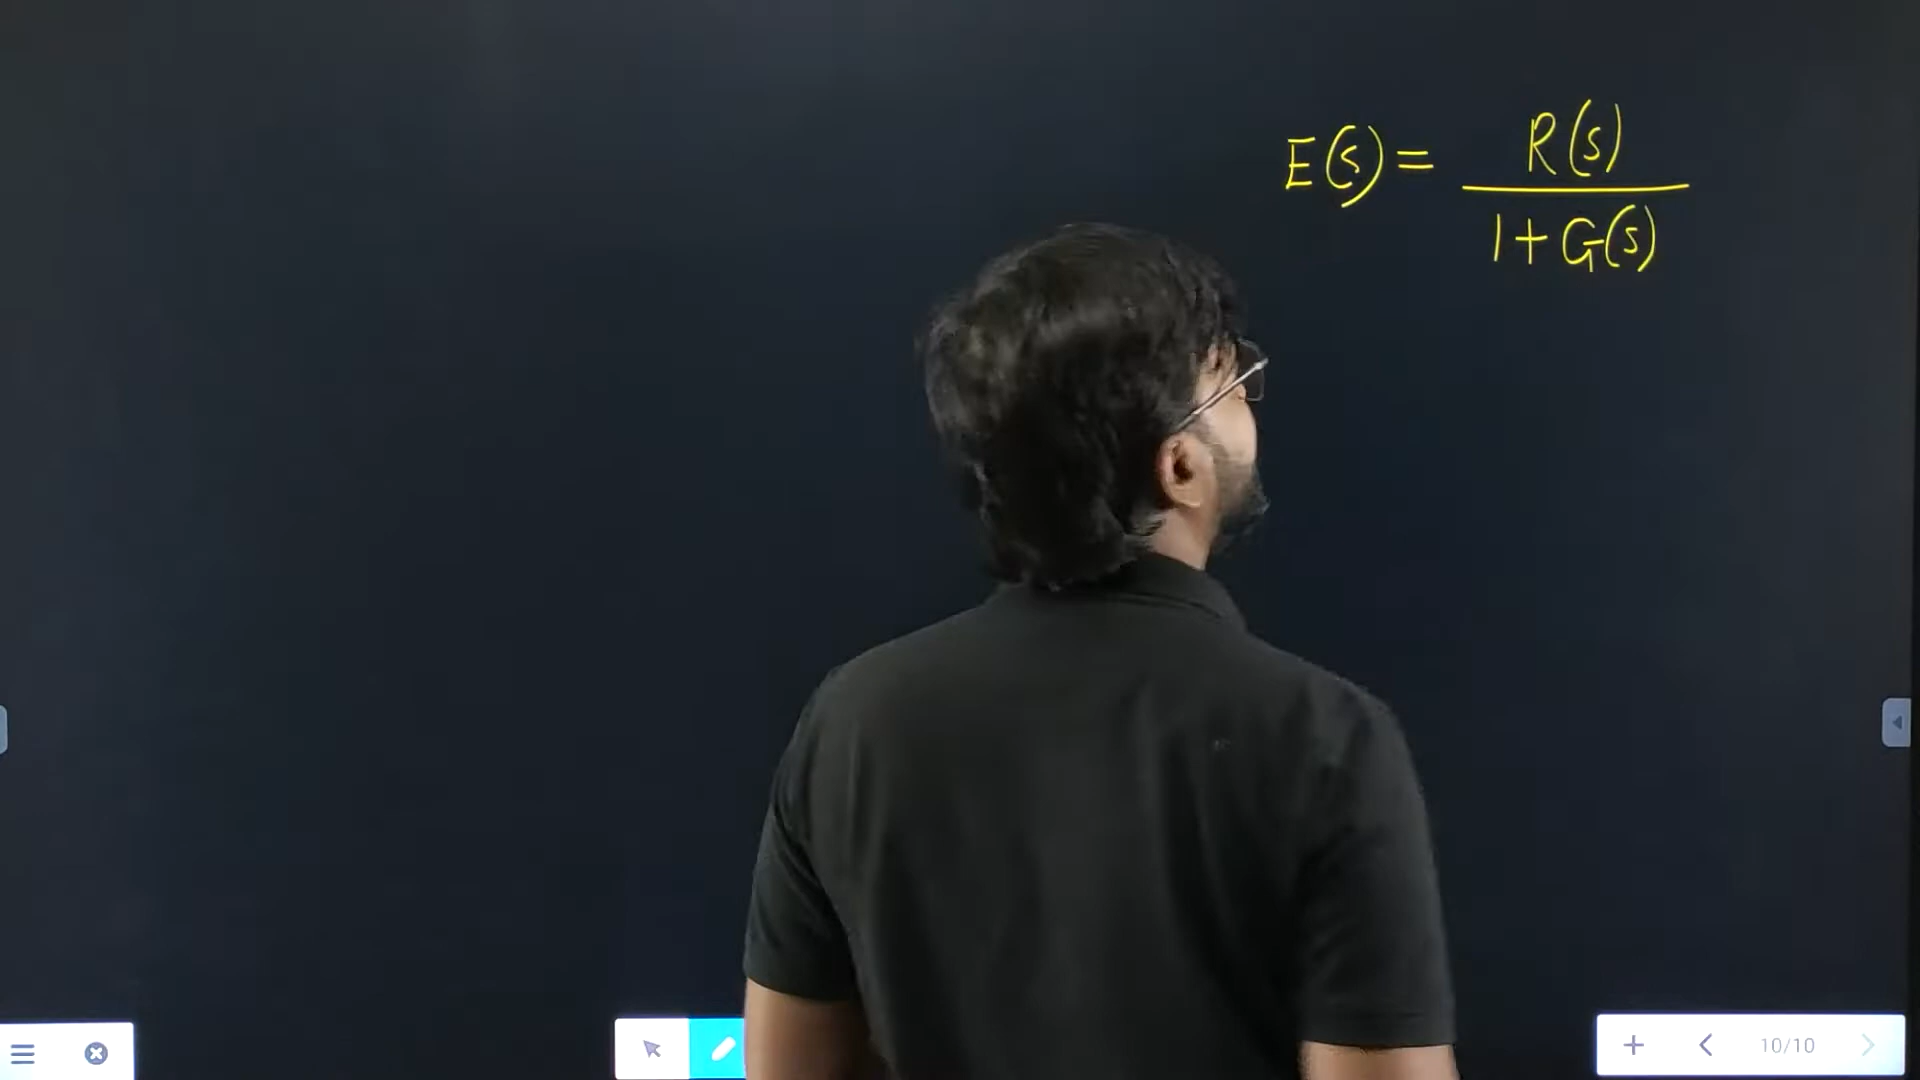 E(s) = R(s) / 1 + G(s)
10/10